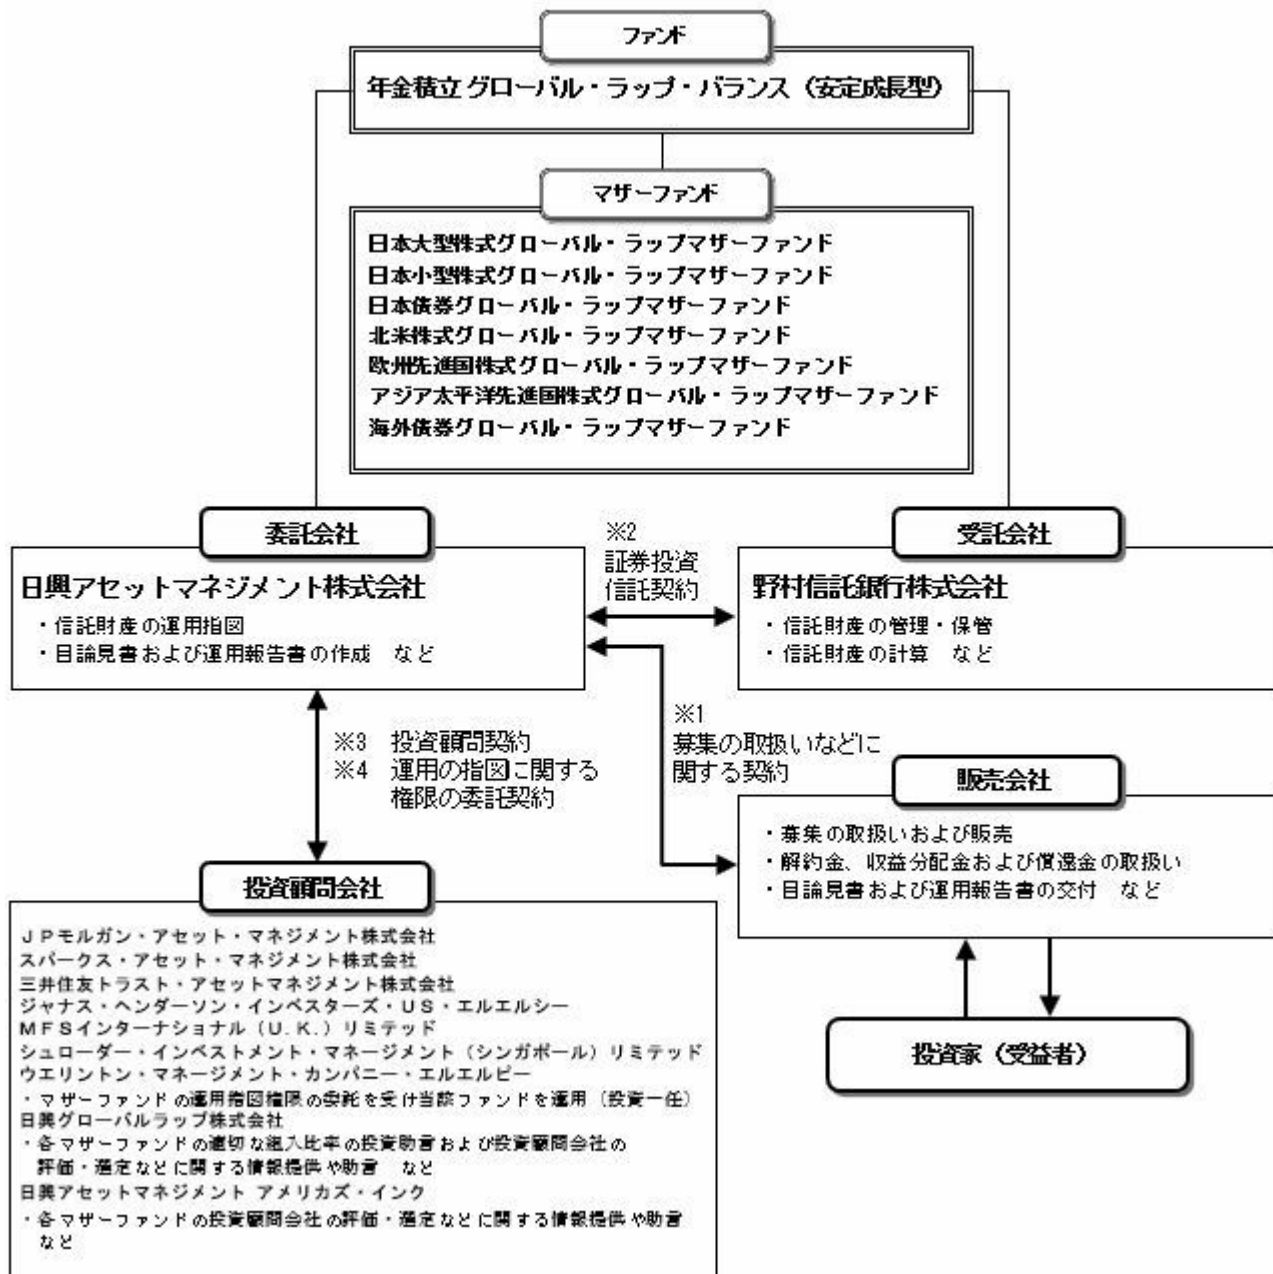 ファンド
年金積立 グローバル・ラップ・バランス（安定成長型）
マザーファンド
日本大型株式グローバル・ラップマザーファンド
日本小型株式グローバル・ラップマザーファンド
日本債券グローバル・ラップマザーファンド
北米株式グローバル・ラップマザーファンド
欧州先進国株式グローバル・ラップマザーファンド
アジア太平洋先進国株式グローバル・ラップマザーファンド
海外債券グローバル・ラップマザーファンド
委託会社
日興アセットマネジメント株式会社
・信託財産の運用指図
・目論見書および運用報告書の作成　など
※2
証券投資
信託契約
受託会社
野村信託銀行株式会社
・信託財産の管理・保管
・信託財産の計算　など
※3　投資顧問契約
※4　運用の指図に関する
権限の委託契約
※1
募集の取扱いなどに
関する契約
販売会社
・募集の取扱いおよび販売
・解約金、収益分配金および償還金の取扱い
・目論見書および運用報告書の交付　など
投資家（受益者）
投資顧問会社
ＪＰモルガン・アセット・マネジメント株式会社
スパークス・アセット・マネジメント株式会社
三井住友トラスト・アセットマネジメント株式会社
ジャナス・ヘンダーソン・インベスターズ・ＵＳ・エルエルシー
ＭＦＳインターナショナル（Ｕ.Ｋ.）リミテッド
シュローダー・インベストメント・マネージメント（シンガポール）リミテッド
ウエリントン・マネージメント・カンパニー・エルエルピー
・マザーファンドの運用指図権限の委託を受け当該ファンドを運用（投資一任）
日興グローバルラップ株式会社
・各マザーファンドの適切な組入比率の投資助言および投資顧問会社の
評価・選定などに関する情報提供や助言　など
日興アセットマネジメント アメリカズ・インク
・各マザーファンドの投資顧問会社の評価・選定などに関する情報提供や助言
など